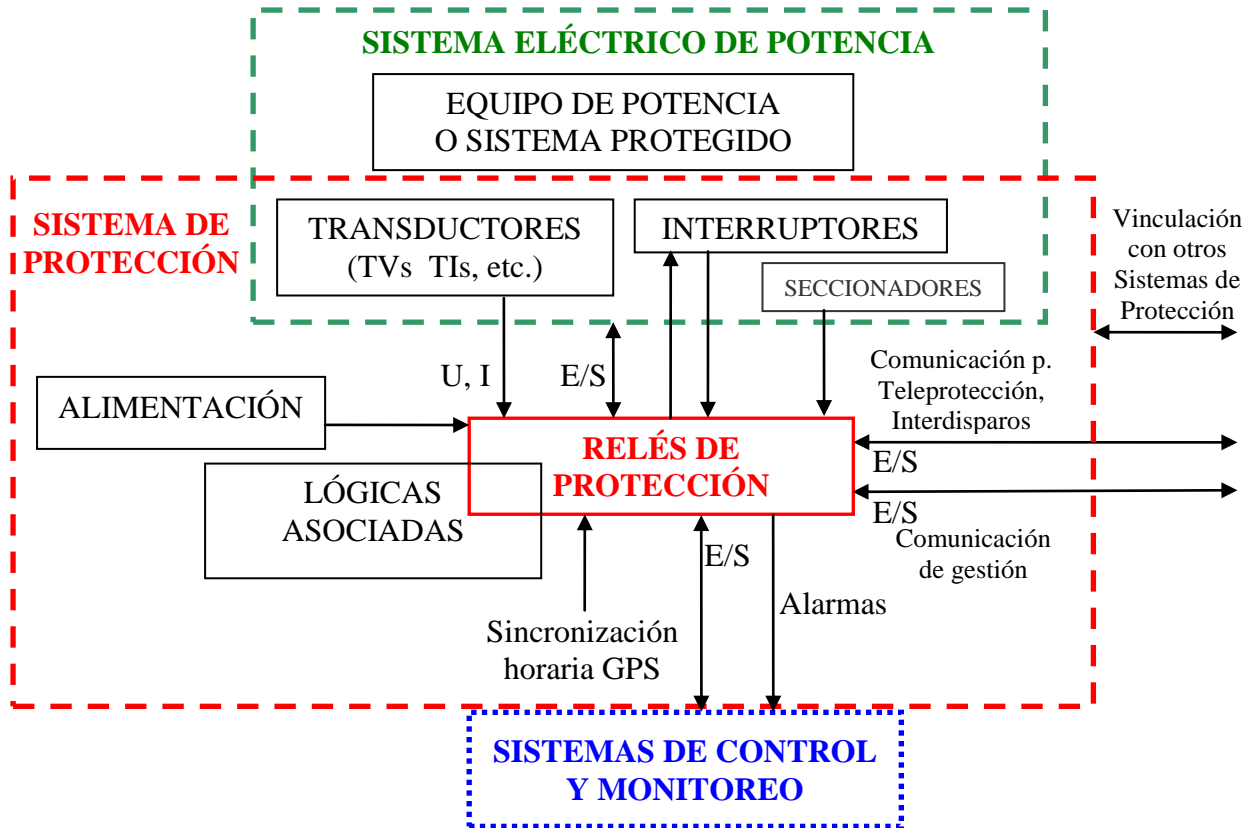 SISTEMA ELÉCTRICO DE POTENCIA
EQUIPO DE POTENCIA
O SISTEMA PROTEGIDO
SISTEMA DE
PROTECCIÓN
TRANSDUCTORES
(TVs TIs, etc.)
INTERRUPTORES
SECCIONADORES
Vinculación
con otros
Sistemas de
Protección
U, I
E/S
ALIMENTACIÓN
Comunicación p.
Teleprotección,
Interdisparos
E/S
RELÉS DE
PROTECCIÓN
LÓGICAS
ASOCIADAS
E/S
Comunicación
de gestión
E/S
Alarmas
Sincronización
horaria GPS
SISTEMAS DE CONTROL
Y MONITOREO